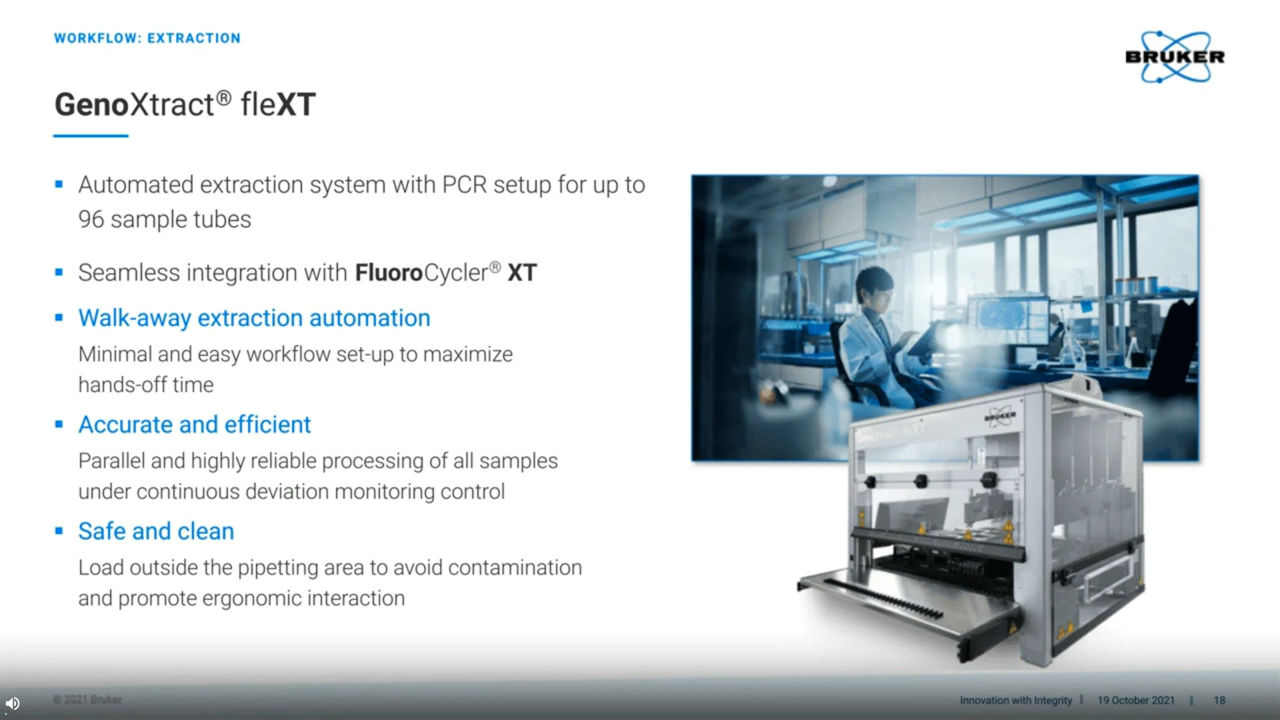 WORKFLOW: EXTRACTION
BRUKER
GenoXtract® fleXT
▪ Automated extraction system with PCR setup for up to
96 sample tubes
▪ Seamless integration with FluoroCycler® XT
▪ Walk-away extraction automation
Minimal and easy workflow set-up to maximize
hands-off time
▪ Accurate and efficient
Parallel and highly reliable processing of all samples
under continuous deviation monitoring control
▪ Safe and clean
Load outside the pipetting area to avoid contamination
and promote ergonomic interaction
BRUKER
GenoXtract® fleXT
© 2021 Bruker
Innovation with Integrity | 19 October 2021 | 18